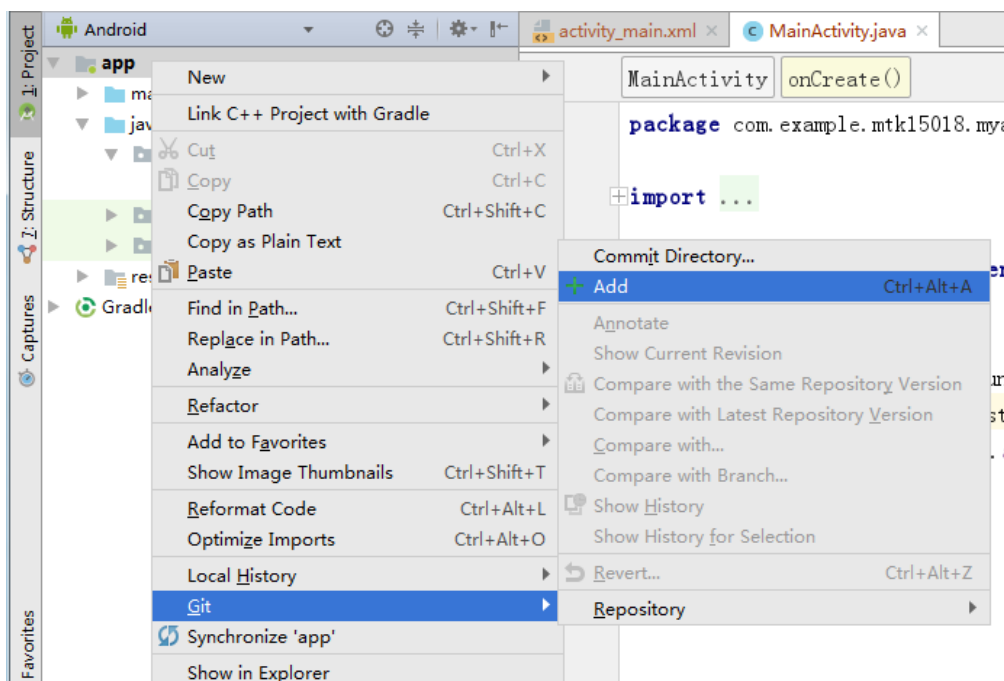 1: Project
7: Structure
Captures
Favorites
Android
app
ma
jav
res
Gradle
New
Link C++ Project with Gradle
Cut Ctrl+X
Copy Ctrl+C
Copy Path Ctrl+Shift+C
Copy as Plain Text
Paste Ctrl+V
Find in Path... Ctrl+Shift+F
Replace in Path... Ctrl+Shift+R
Analyze
Refactor
Add to Favorites
Show Image Thumbnails Ctrl+Shift+T
Reformat Code Ctrl+Alt+L
Optimize Imports Ctrl+Alt+O
Local History
Git
Synchronize 'app'
Show in Explorer
activity_main.xml
MainActivity.java
MainActivity onCreate()
package com.example.mtk15018.mya
import ...
Commit Directory...
Add Ctrl+Alt+A
Annotate
Show Current Revision
Compare with the Same Repository Version
Compare with Latest Repository Version
Compare with...
Compare with Branch...
Show History
Show History for Selection
Revert... Ctrl+Alt+Z
Repository